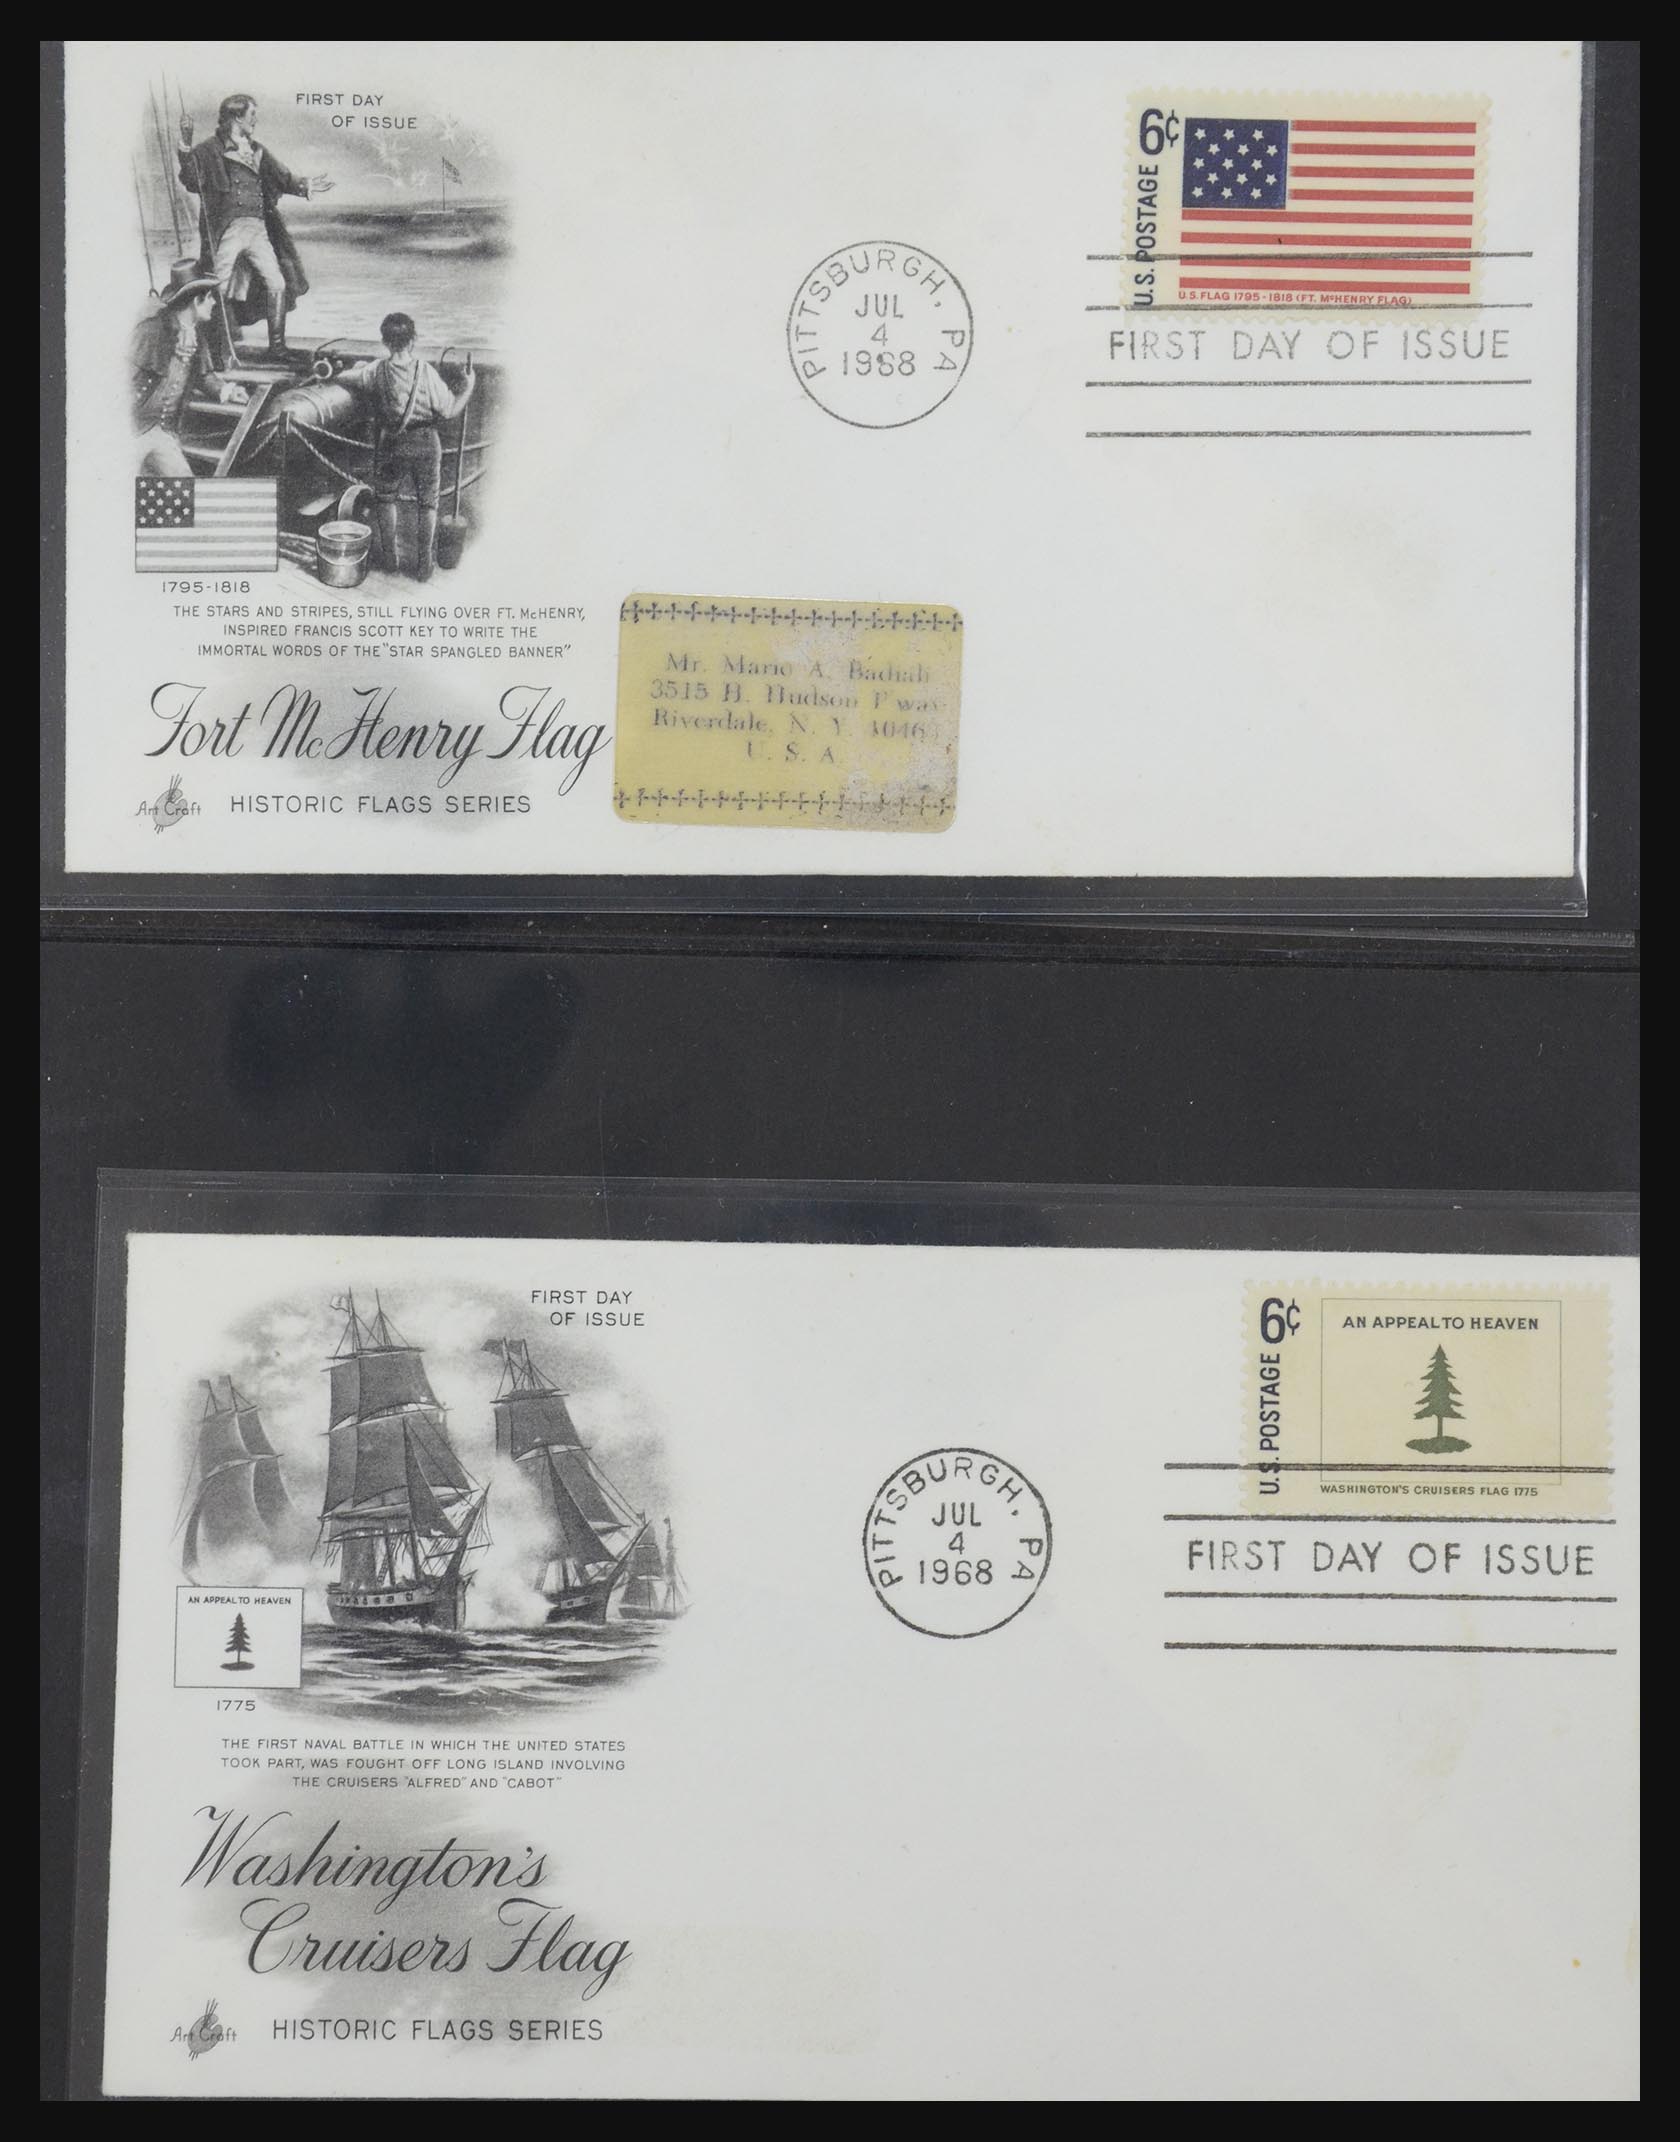 FIRST DAY
OF ISSUE
6¢
U.S. POSTAGE
U.S. FLAG 1795-1818 (FT. McHENRY FLAG)
PITTSBURGH, PA
JUL
4
1968
FIRST DAY OF ISSUE
1795-1818
THE STARS AND STRIPES, STILL FLYING OVER FT. McHENRY,
INSPIRED FRANCIS SCOTT KEY TO WRITE THE
IMMORTAL WORDS OF THE "STAR SPANGLED BANNER"
Fort McHenry Flag
Art Craft HISTORIC FLAGS SERIES
Mr. Mario A.
3515 H. Hudson
Riverdale, N. Y.
U. S. A.
FIRST DAY
OF ISSUE
6¢
U.S. POSTAGE
AN APPEAL TO HEAVEN
WASHINGTON'S CRUISERS FLAG 1775
PITTSBURGH, PA
JUL
4
1968
FIRST DAY OF ISSUE
AN APPEAL TO HEAVEN
1775
THE FIRST NAVAL BATTLE IN WHICH THE UNITED STATES
TOOK PART, WAS FOUGHT OFF LONG ISLAND INVOLVING
THE CRUISERS "ALFRED" AND "CABOT"
Washington's
Cruisers Flag
Art Craft HISTORIC FLAGS SERIES